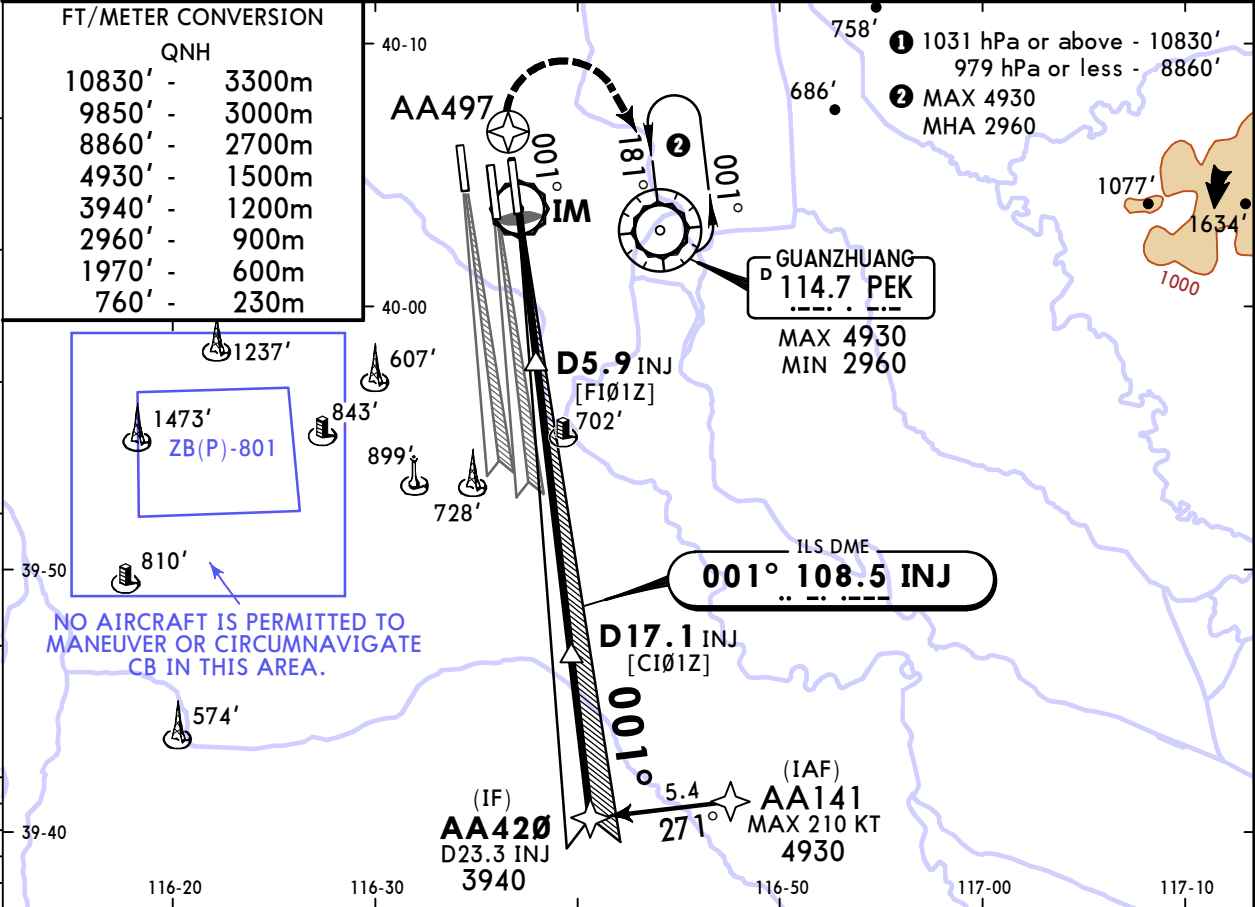 FT/METER CONVERSION
QNH
10830' - 3300m
9850' - 3000m
8860' - 2700m
4930' - 1500m
3940' - 1200m
2960' - 900m
1970' - 600m
760' - 230m
40-10
758'
❶ 1031 hPa or above - 10830'
979 hPa or less - 8860'
❷ MAX 4930
MHA 2960
686'
AA497
001°
181°
❷
001°
IM
1077'
1634'
1000
GUANZHUANG
D 114.7 PEK
MAX 4930
MIN 2960
40-00
1237'
607'
D5.9 INJ
[FIØ1Z]
702'
1473'
843'
ZB(P)-801
899'
728'
39-50
810'
ILS DME
001° 108.5 INJ
NO AIRCRAFT IS PERMITTED TO
MANEUVER OR CIRCUMNAVIGATE
CB IN THIS AREA.
D17.1 INJ
[CIØ1Z]
001°
574'
(IF)
AA42Ø
D23.3 INJ
3940
5.4
271°
(IAF)
AA141
MAX 210 KT
4930
39-40
116-20
116-30
116-50
117-00
117-10